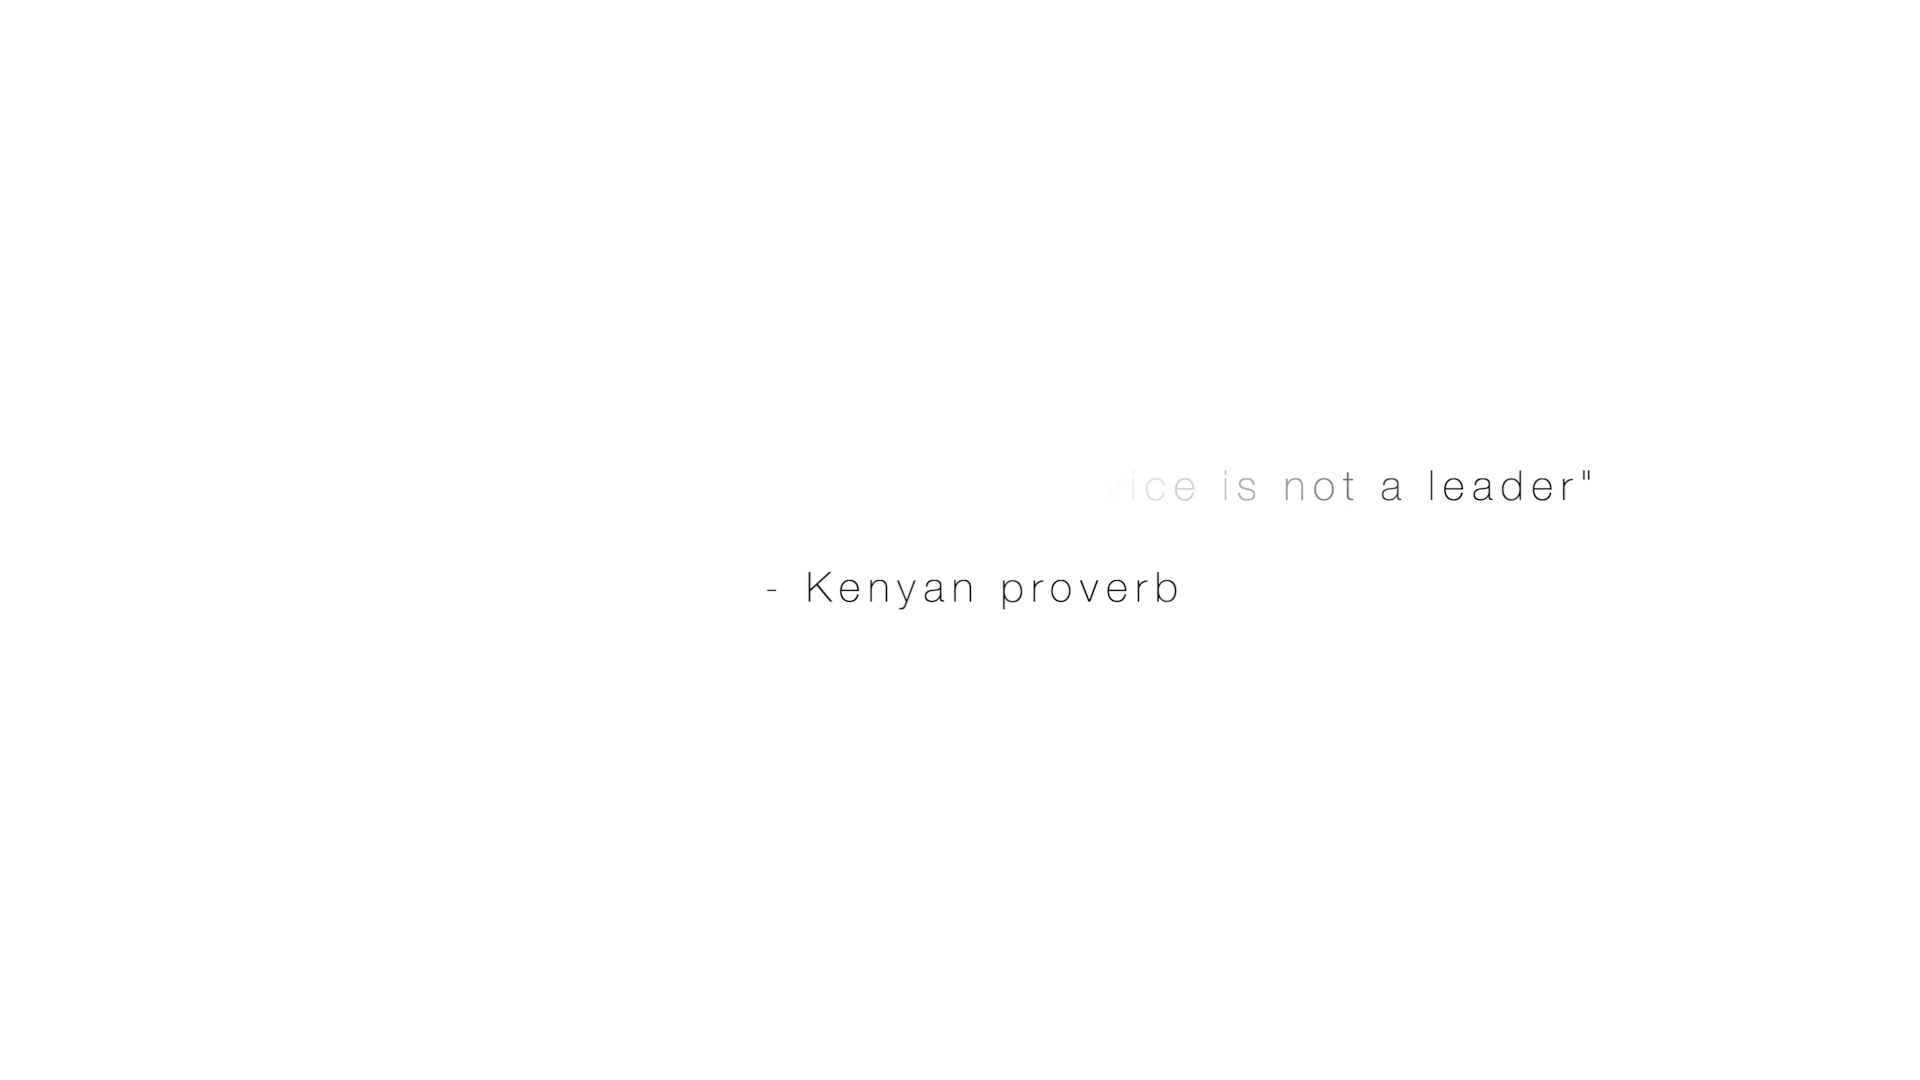 vice is not a leader"
- Kenyan proverb